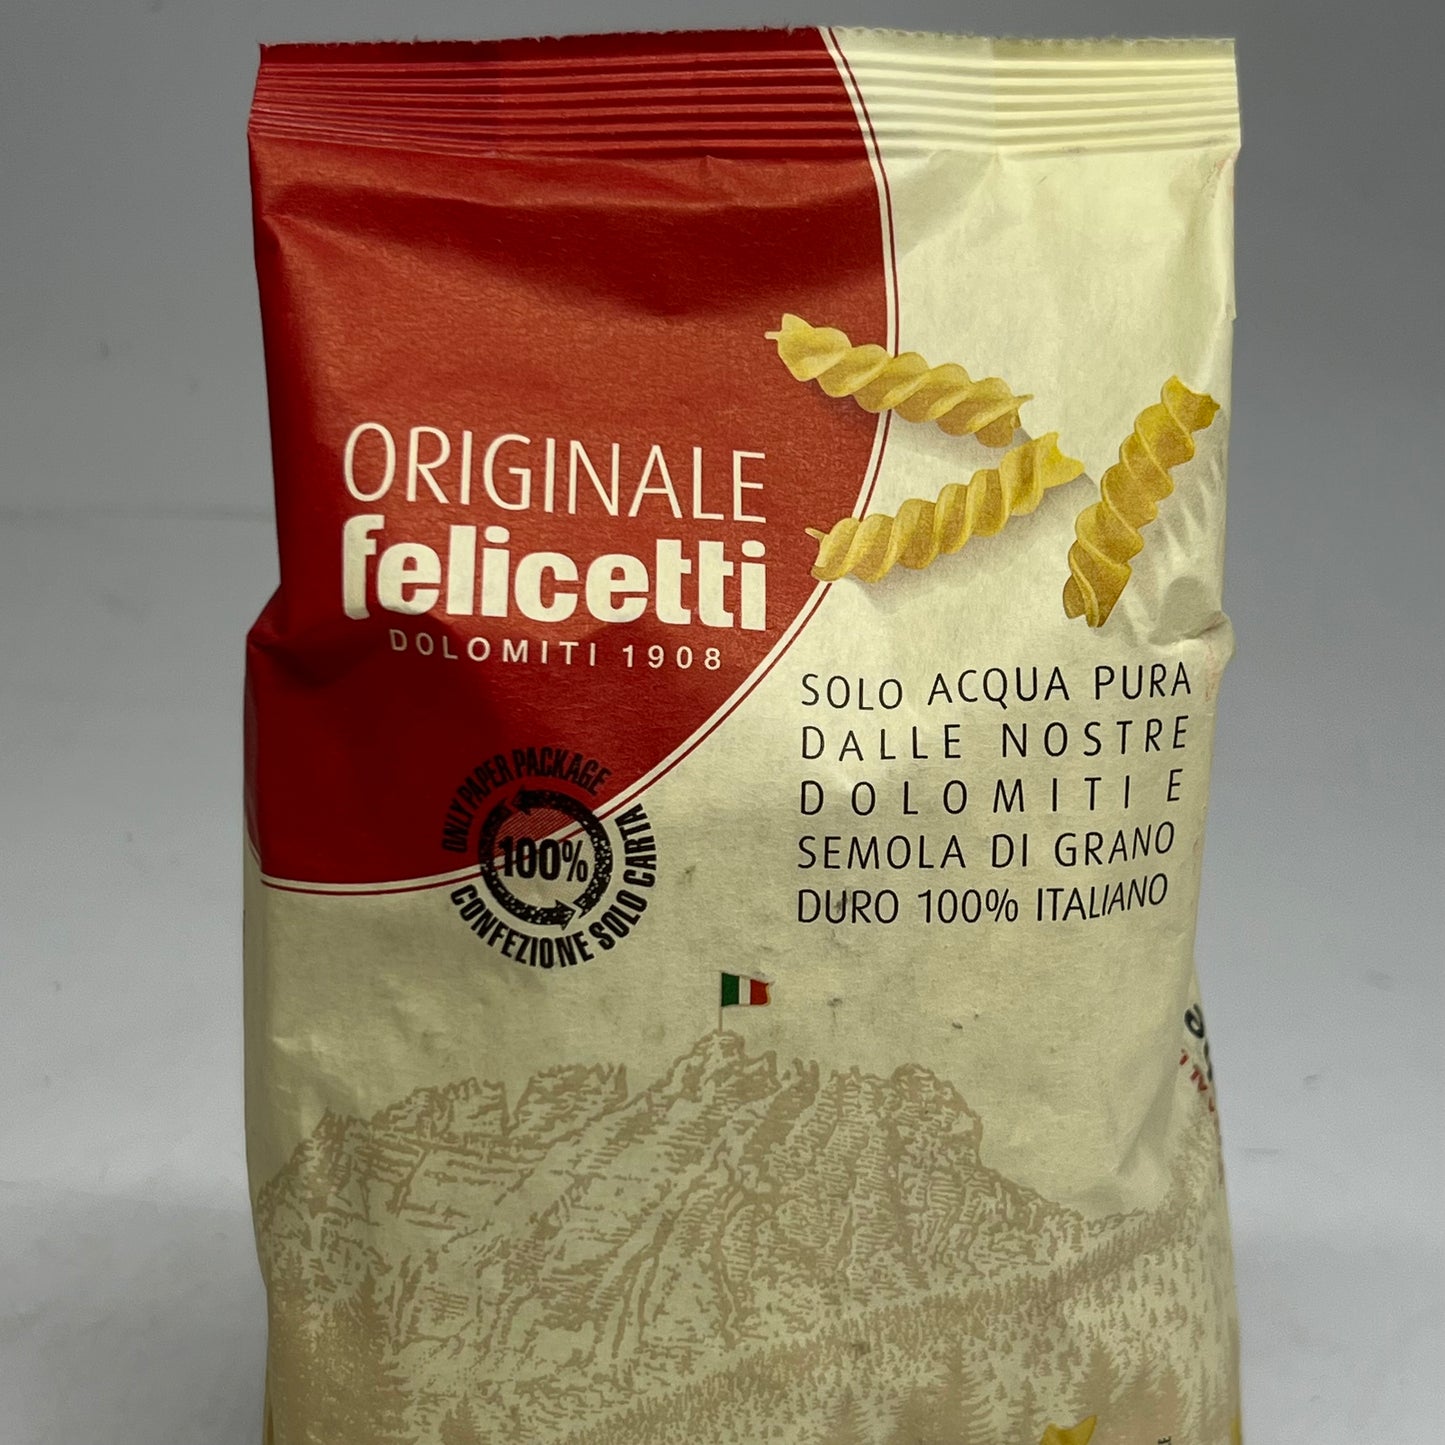 ORIGINALE
felicetti
DOLOMITI 1908
ONLY PAPER PACKAGE
100%
CONFEZIONE SOLO CARTA
SOLO ACQUA PURA
DALLE NOSTRE
DOLOMITI E
SEMOLA DI GRANO
DURO 100% ITALIANO